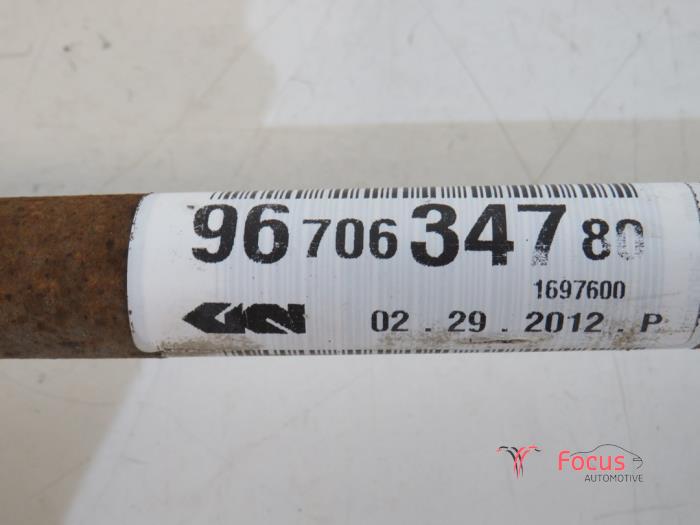 96 706 347 80
1697600
GKN 02 . 29 . 2012 . P
Focus
AUTOMOTIVE